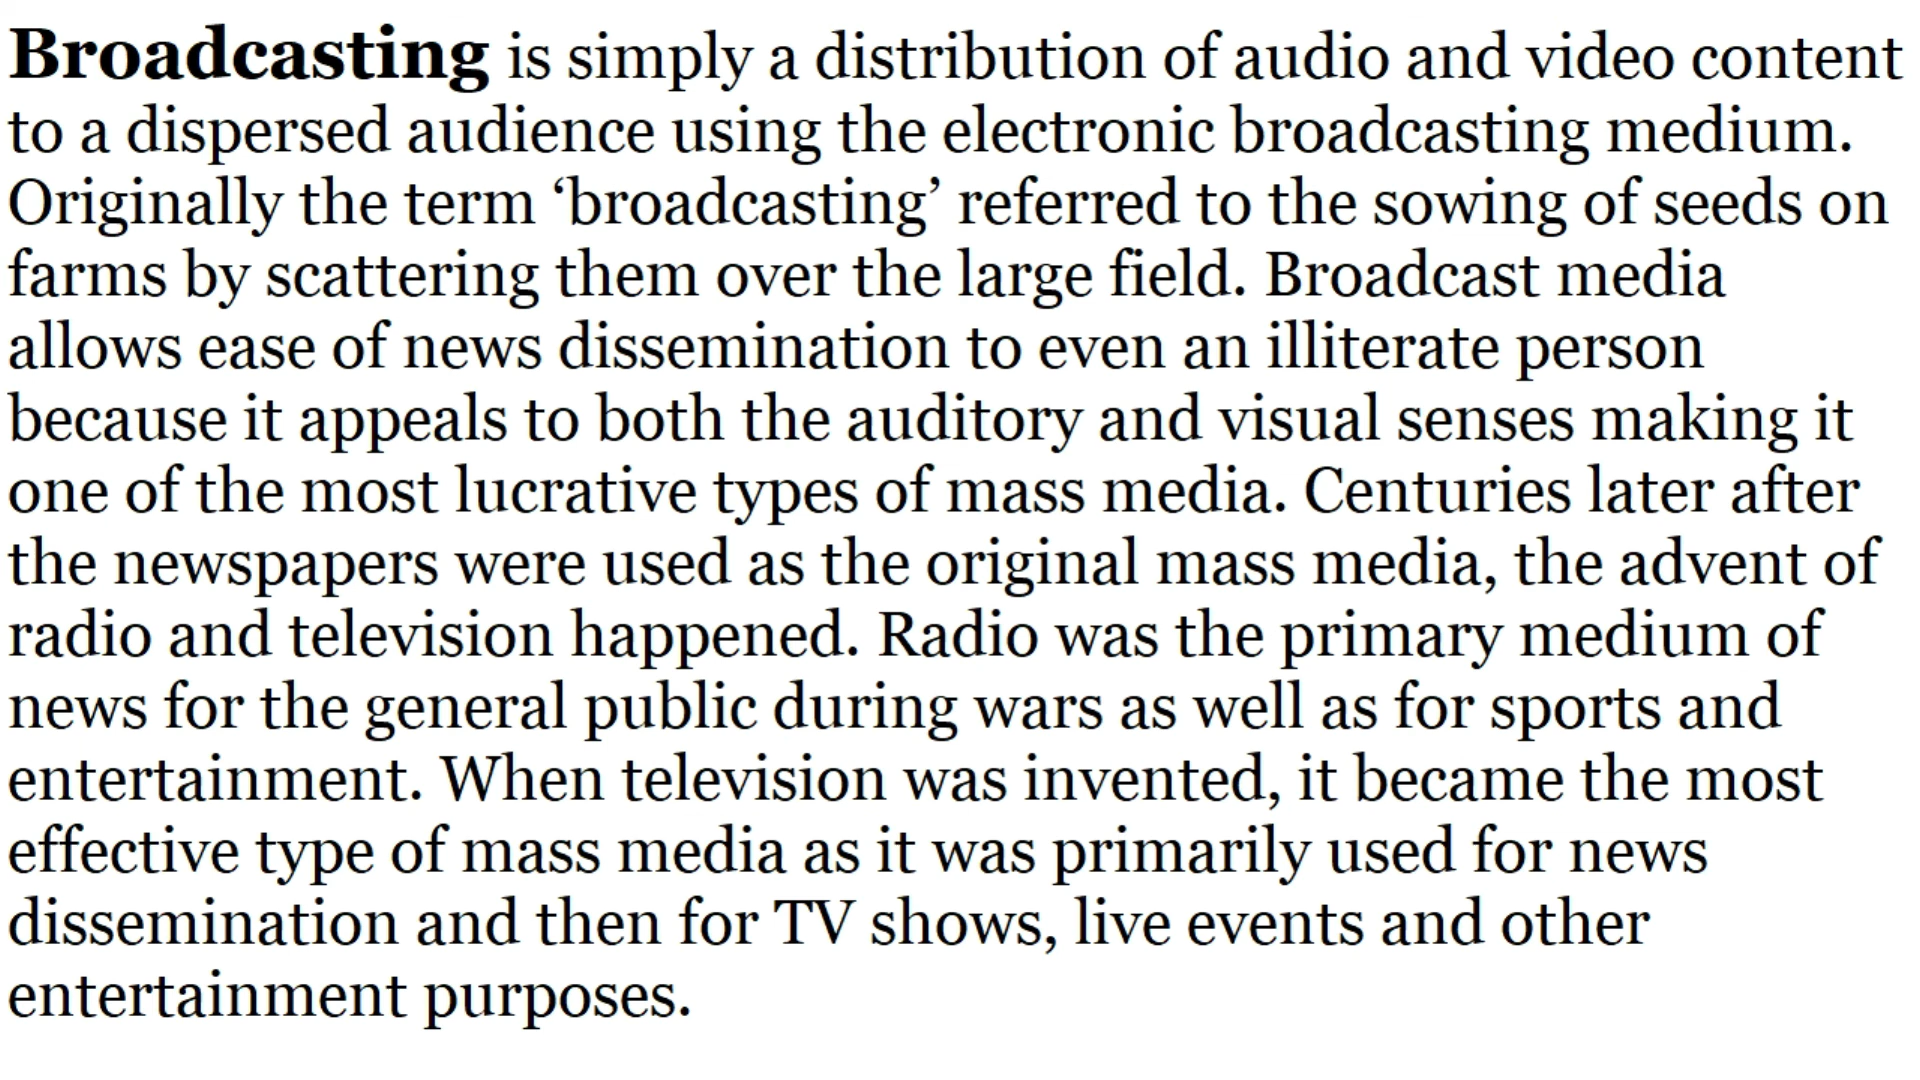 Broadcasting is simply a distribution of audio and video content
to a dispersed audience using the electronic broadcasting medium.
Originally the term ‘broadcasting’ referred to the sowing of seeds on
farms by scattering them over the large field. Broadcast media
allows ease of news dissemination to even an illiterate person
because it appeals to both the auditory and visual senses making it
one of the most lucrative types of mass media. Centuries later after
the newspapers were used as the original mass media, the advent of
radio and television happened. Radio was the primary medium of
news for the general public during wars as well as for sports and
entertainment. When television was invented, it became the most
effective type of mass media as it was primarily used for news
dissemination and then for TV shows, live events and other
entertainment purposes.